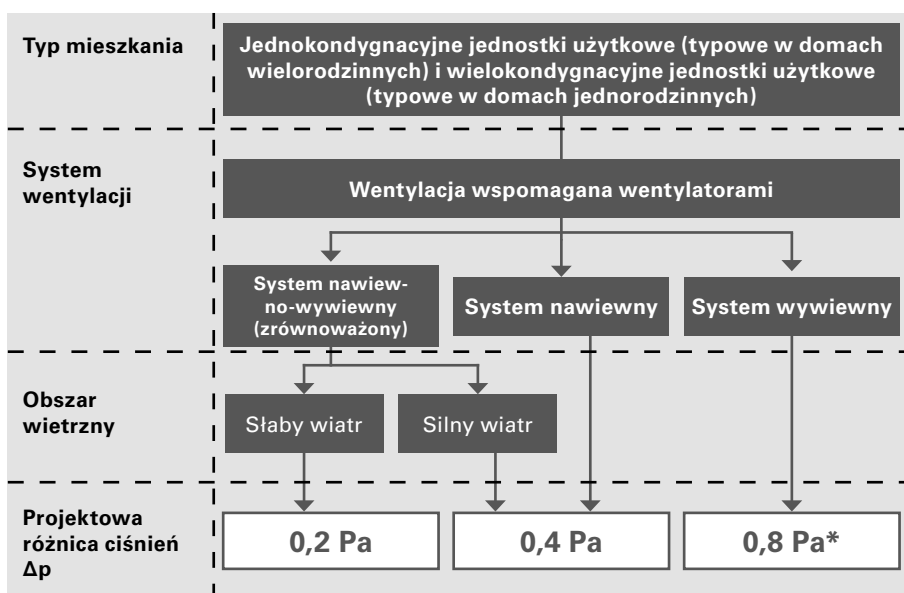 Typ mieszkania
Jednokondygnacyjne jednostki użytkowe (typowe w domach
wielorodzinnych) i wielokondygnacyjne jednostki użytkowe
(typowe w domach jednorodzinnych)
System
wentylacji
Wentylacja wspomagana wentylatorami
System nawiew-
no-wywiewny
(zrównoważony)
System nawiewny
System wywiewny
Obszar
wietrzny
Słaby wiatr
Silny wiatr
Projektowa
różnica ciśnień
Δp
0,2 Pa
0,4 Pa
0,8 Pa*